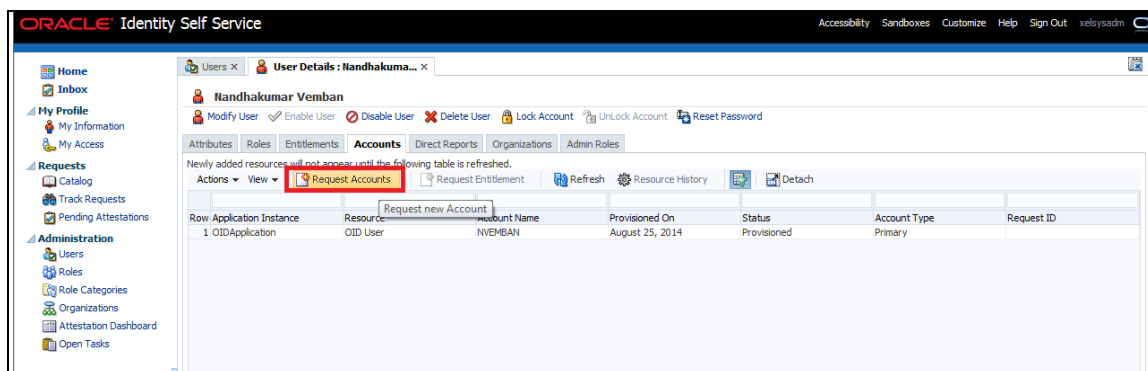 ORACLE Identity Self Service
Accessibility Sandboxes Customize Help Sign Out xelsysadm
Home
Inbox
My Profile
My Information
My Access
Requests
Catalog
Track Requests
Pending Attestations
Administration
Users
Roles
Role Categories
Organizations
Attestation Dashboard
Open Tasks
Users × User Details : Nandhakuma... ×
Nandhakumar Vemban
Modify User Enable User Disable User Delete User Lock Account UnLock Account Reset Password
Attributes Roles Entitlements Accounts Direct Reports Organizations Admin Roles
Newly added resources will not appear until the following table is refreshed.
Actions View Request Accounts Request Entitlement Refresh Resource History Detach
Request new Account
Row Application Instance Resource Account Name Provisioned On Status Account Type Request ID
1 OIDApplication OID User NVEMBAN August 25, 2014 Provisioned Primary